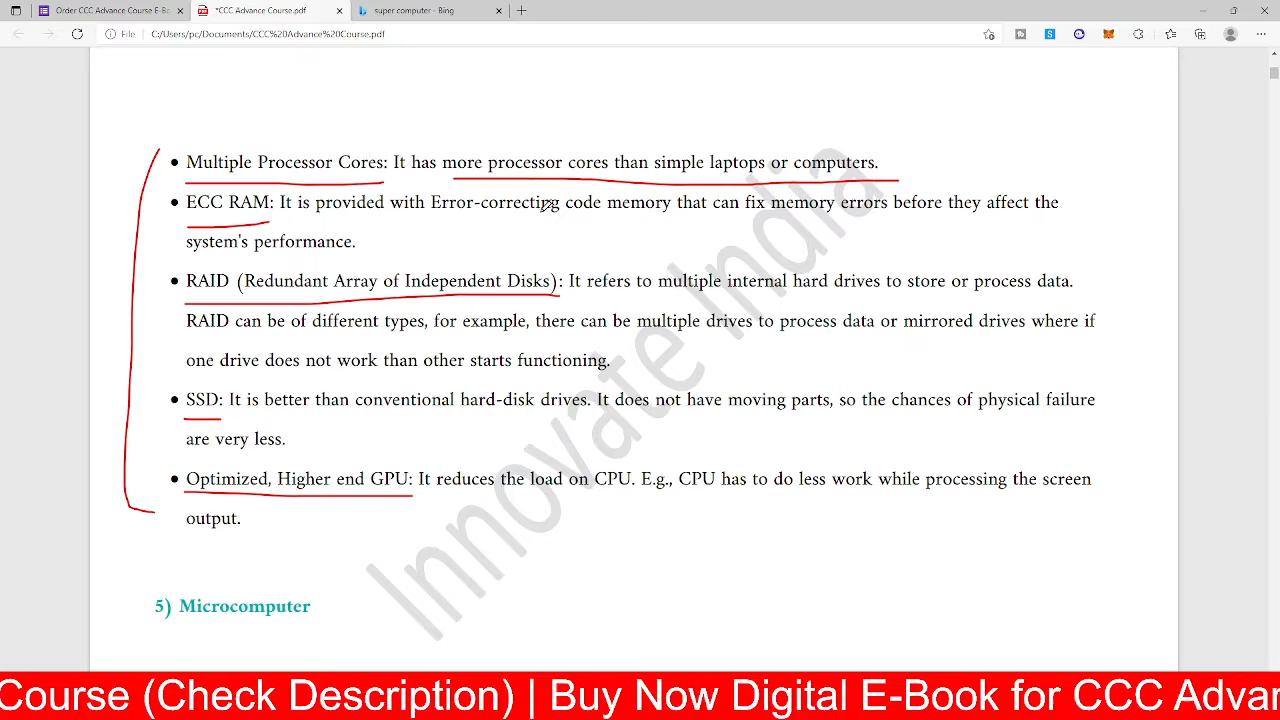 Order CCC Advance Course E-B
*CCC Advance Course.pdf
super computer - Bing
File
C:/Users/pc/Documents/CCC%20Advance%20Course.pdf
• Multiple Processor Cores: It has more processor cores than simple laptops or computers.
• ECC RAM: It is provided with Error-correcting code memory that can fix memory errors before they affect the
system's performance.
• RAID (Redundant Array of Independent Disks): It refers to multiple internal hard drives to store or process data.
RAID can be of different types, for example, there can be multiple drives to process data or mirrored drives where if
one drive does not work than other starts functioning.
• SSD: It is better than conventional hard-disk drives. It does not have moving parts, so the chances of physical failure
are very less.
• Optimized, Higher end GPU: It reduces the load on CPU. E.g., CPU has to do less work while processing the screen
output.
Innovate India
5) Microcomputer
Course (Check Description) | Buy Now Digital E-Book for CCC Advan